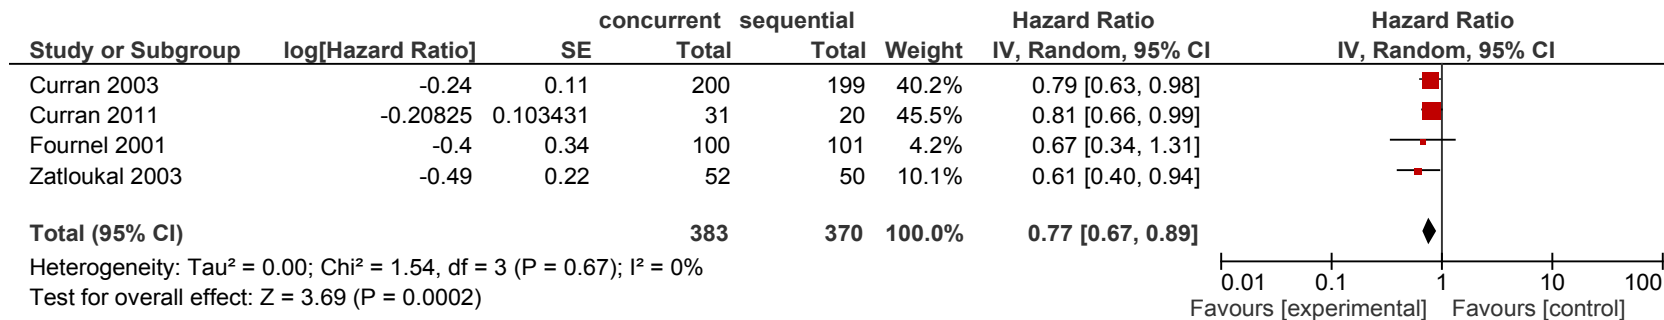 concurrent sequential Hazard Ratio Hazard Ratio
Study or Subgroup log[Hazard Ratio] SE Total Total Weight IV, Random, 95% CI IV, Random, 95% CI
Curran 2003 -0.24 0.11 200 199 40.2% 0.79 [0.63, 0.98]
Curran 2011 -0.20825 0.103431 31 20 45.5% 0.81 [0.66, 0.99]
Fournel 2001 -0.4 0.34 100 101 4.2% 0.67 [0.34, 1.31]
Zatloukal 2003 -0.49 0.22 52 50 10.1% 0.61 [0.40, 0.94]
Total (95% CI) 383 370 100.0% 0.77 [0.67, 0.89]
Heterogeneity: Tau² = 0.00; Chi² = 1.54, df = 3 (P = 0.67); I² = 0%
Test for overall effect: Z = 3.69 (P = 0.0002)
0.01 0.1 1 10 100
Favours [experimental] Favours [control]